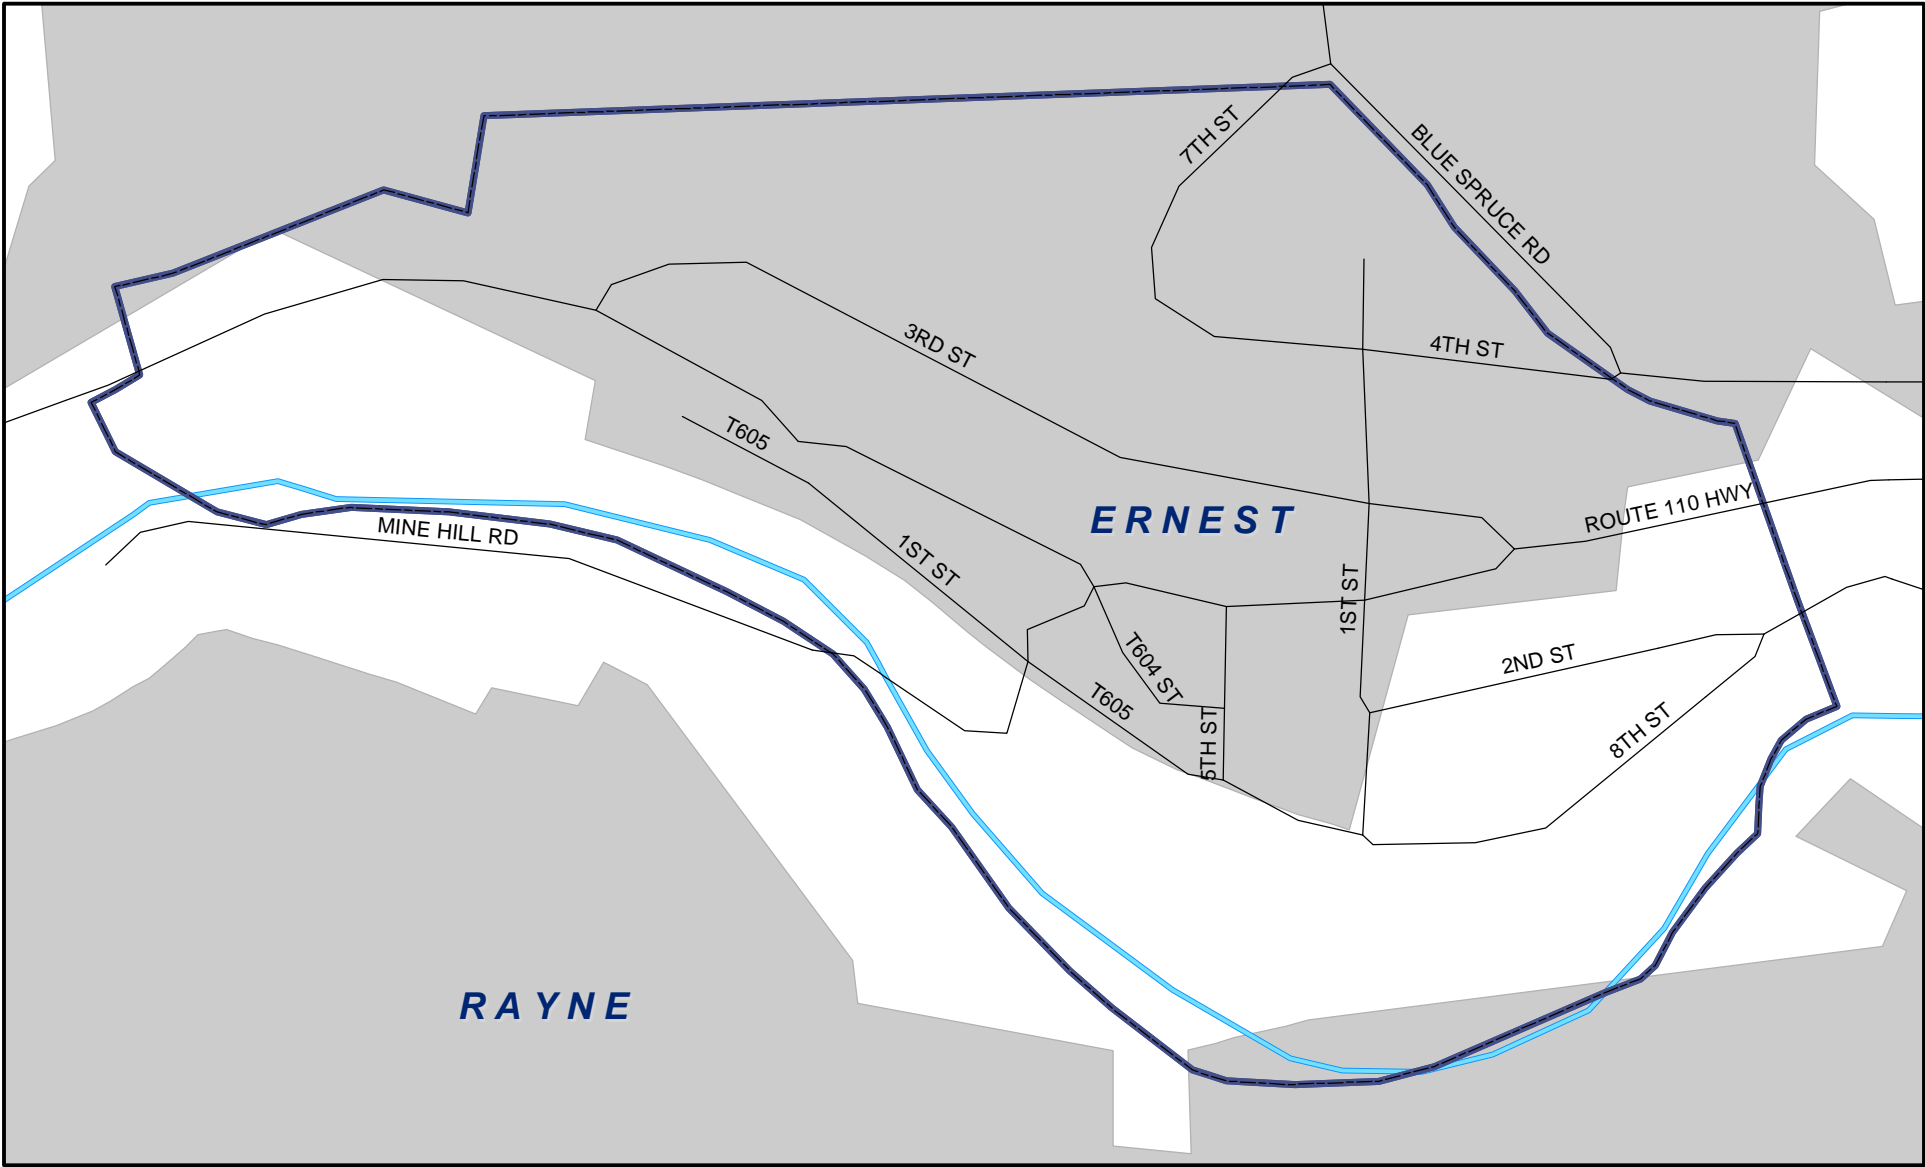 7TH ST
BLUE SPRUCE RD
3RD ST
4TH ST
T605
ROUTE 110 HWY
ERNEST
MINE HILL RD
1ST ST
1ST ST
T604 ST
2ND ST
T605
5TH ST
8TH ST
RAYNE